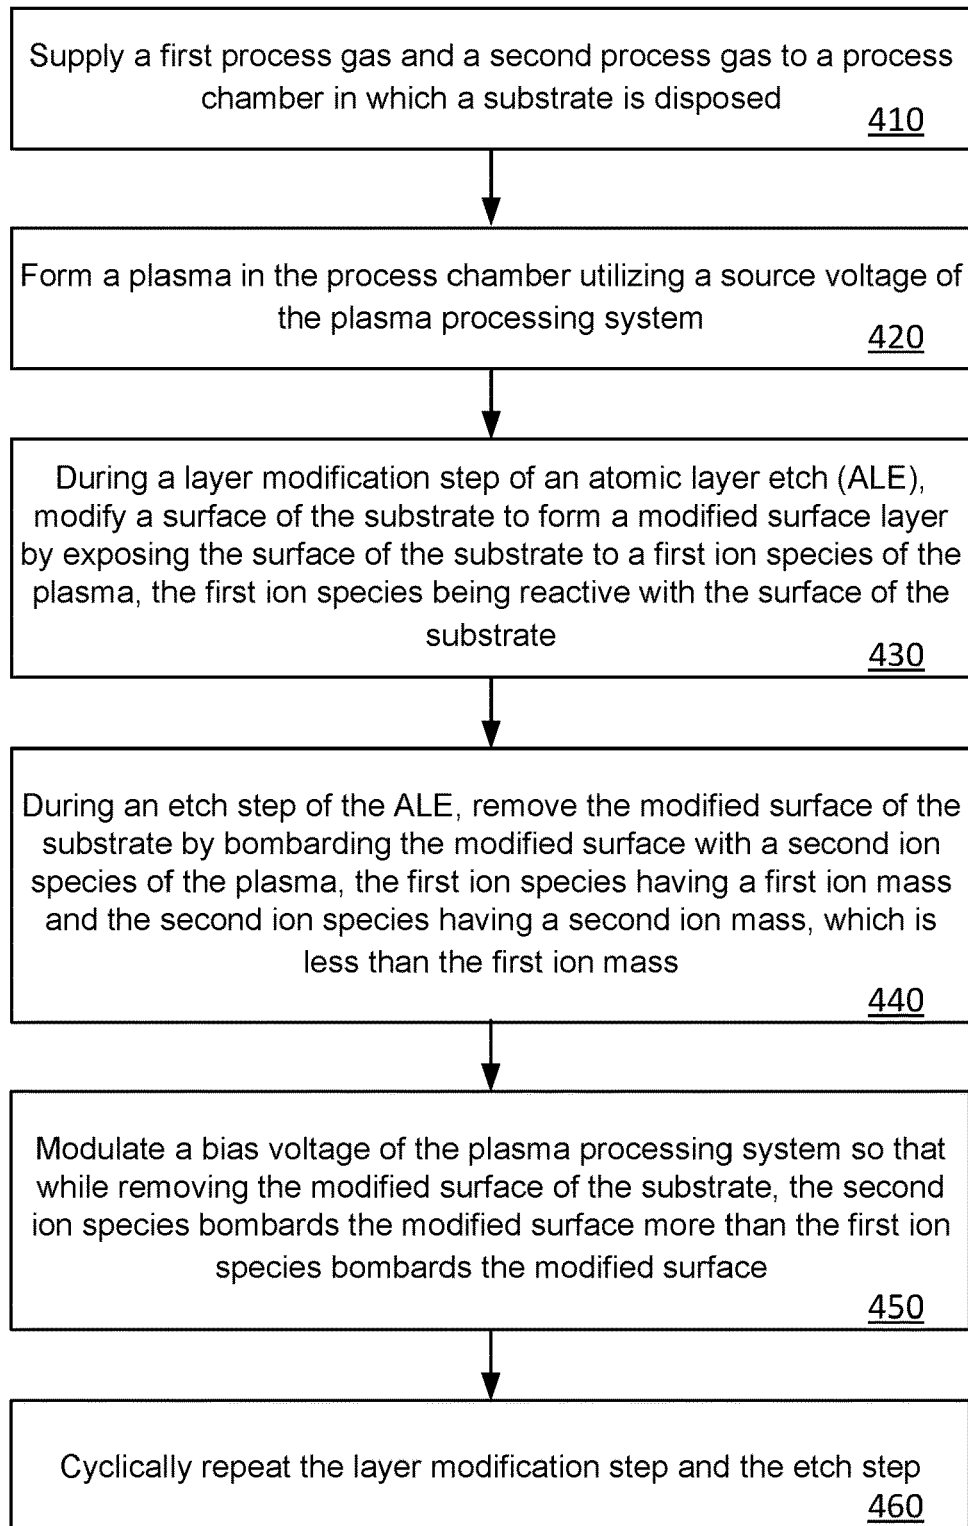 Supply a first process gas and a second process gas to a process
chamber in which a substrate is disposed
410
Form a plasma in the process chamber utilizing a source voltage of
the plasma processing system
420
During a layer modification step of an atomic layer etch (ALE),
modify a surface of the substrate to form a modified surface layer
by exposing the surface of the substrate to a first ion species of the
plasma, the first ion species being reactive with the surface of the
substrate
430
During an etch step of the ALE, remove the modified surface of the
substrate by bombarding the modified surface with a second ion
species of the plasma, the first ion species having a first ion mass
and the second ion species having a second ion mass, which is
less than the first ion mass
440
Modulate a bias voltage of the plasma processing system so that
while removing the modified surface of the substrate, the second
ion species bombards the modified surface more than the first ion
species bombards the modified surface
450
Cyclically repeat the layer modification step and the etch step
460